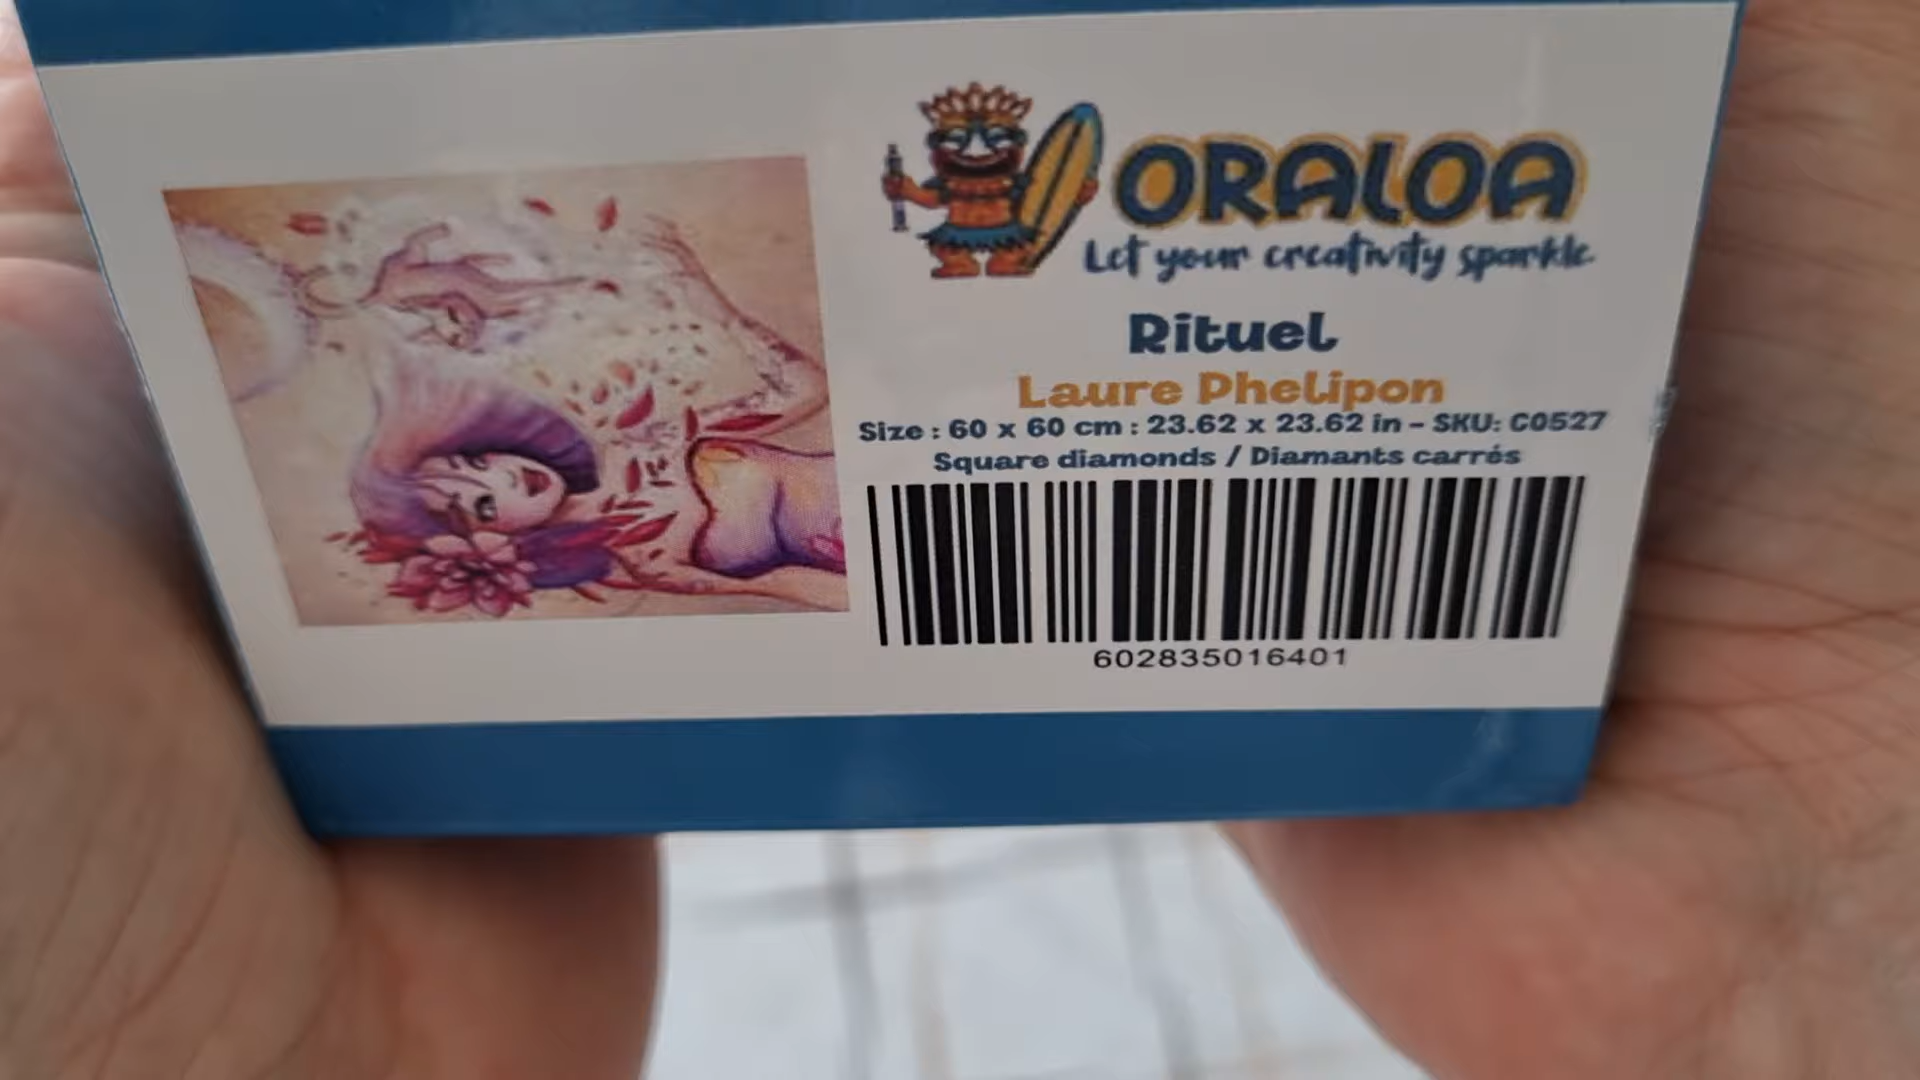 ORALOA
Let your creativity sparkle
Rituel
Laure Phelipon
Size : 60 x 60 cm : 23.62 x 23.62 in - SKU: C0527
Square diamonds / Diamants carrés
602835016401